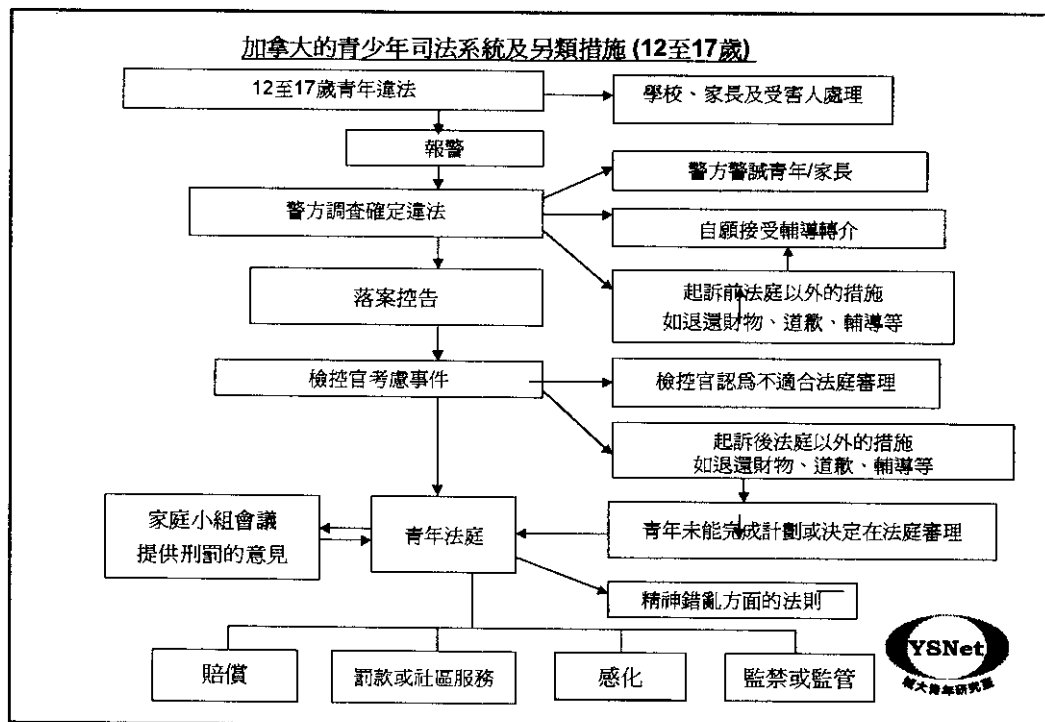 加拿大的青少年司法系統及另類措施 (12至17歲)
12至17歲青年違法
學校、家長及受害人處理
報警
警方警誡青年/家長
警方調查確定違法
自願接受輔導轉介
落案控告
起訴前法庭以外的措施
如退還財物、道歉、輔導等
檢控官考慮事件
檢控官認為不適合法庭審理
起訴後法庭以外的措施
如退還財物、道歉、輔導等
家庭小組會議
提供刑罰的意見
青年法庭
青年未能完成計劃或決定在法庭審理
精神錯亂方面的法則
賠償
罰款或社區服務
感化
監禁或監管
YSNet
大青年研究室